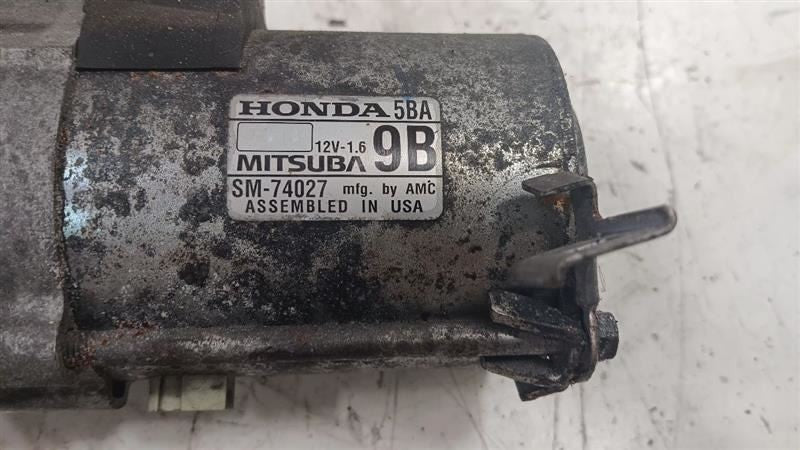 HONDA 5BA
12V-1.6 9B
MITSUBA
SM-74027 mfg. by AMC
ASSEMBLED IN USA